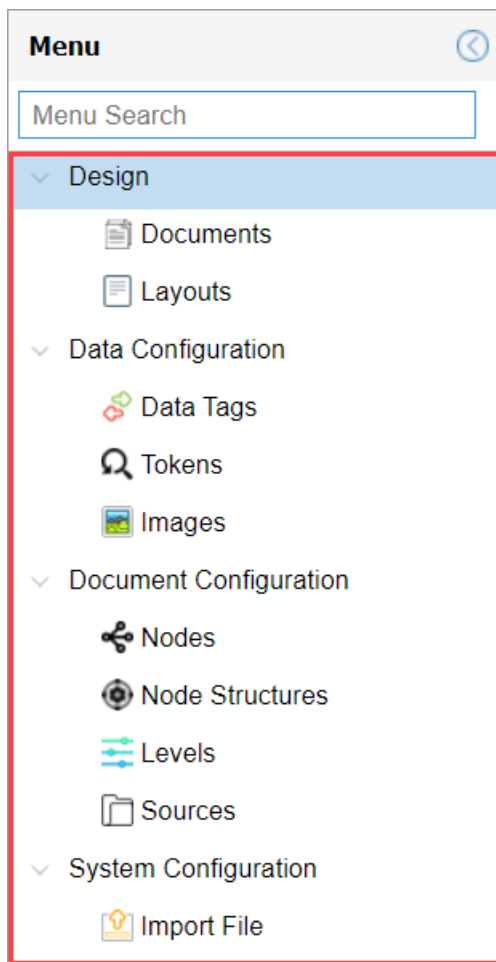 Menu
Menu Search
Design
Documents
Layouts
Data Configuration
Data Tags
Tokens
Images
Document Configuration
Nodes
Node Structures
Levels
Sources
System Configuration
Import File